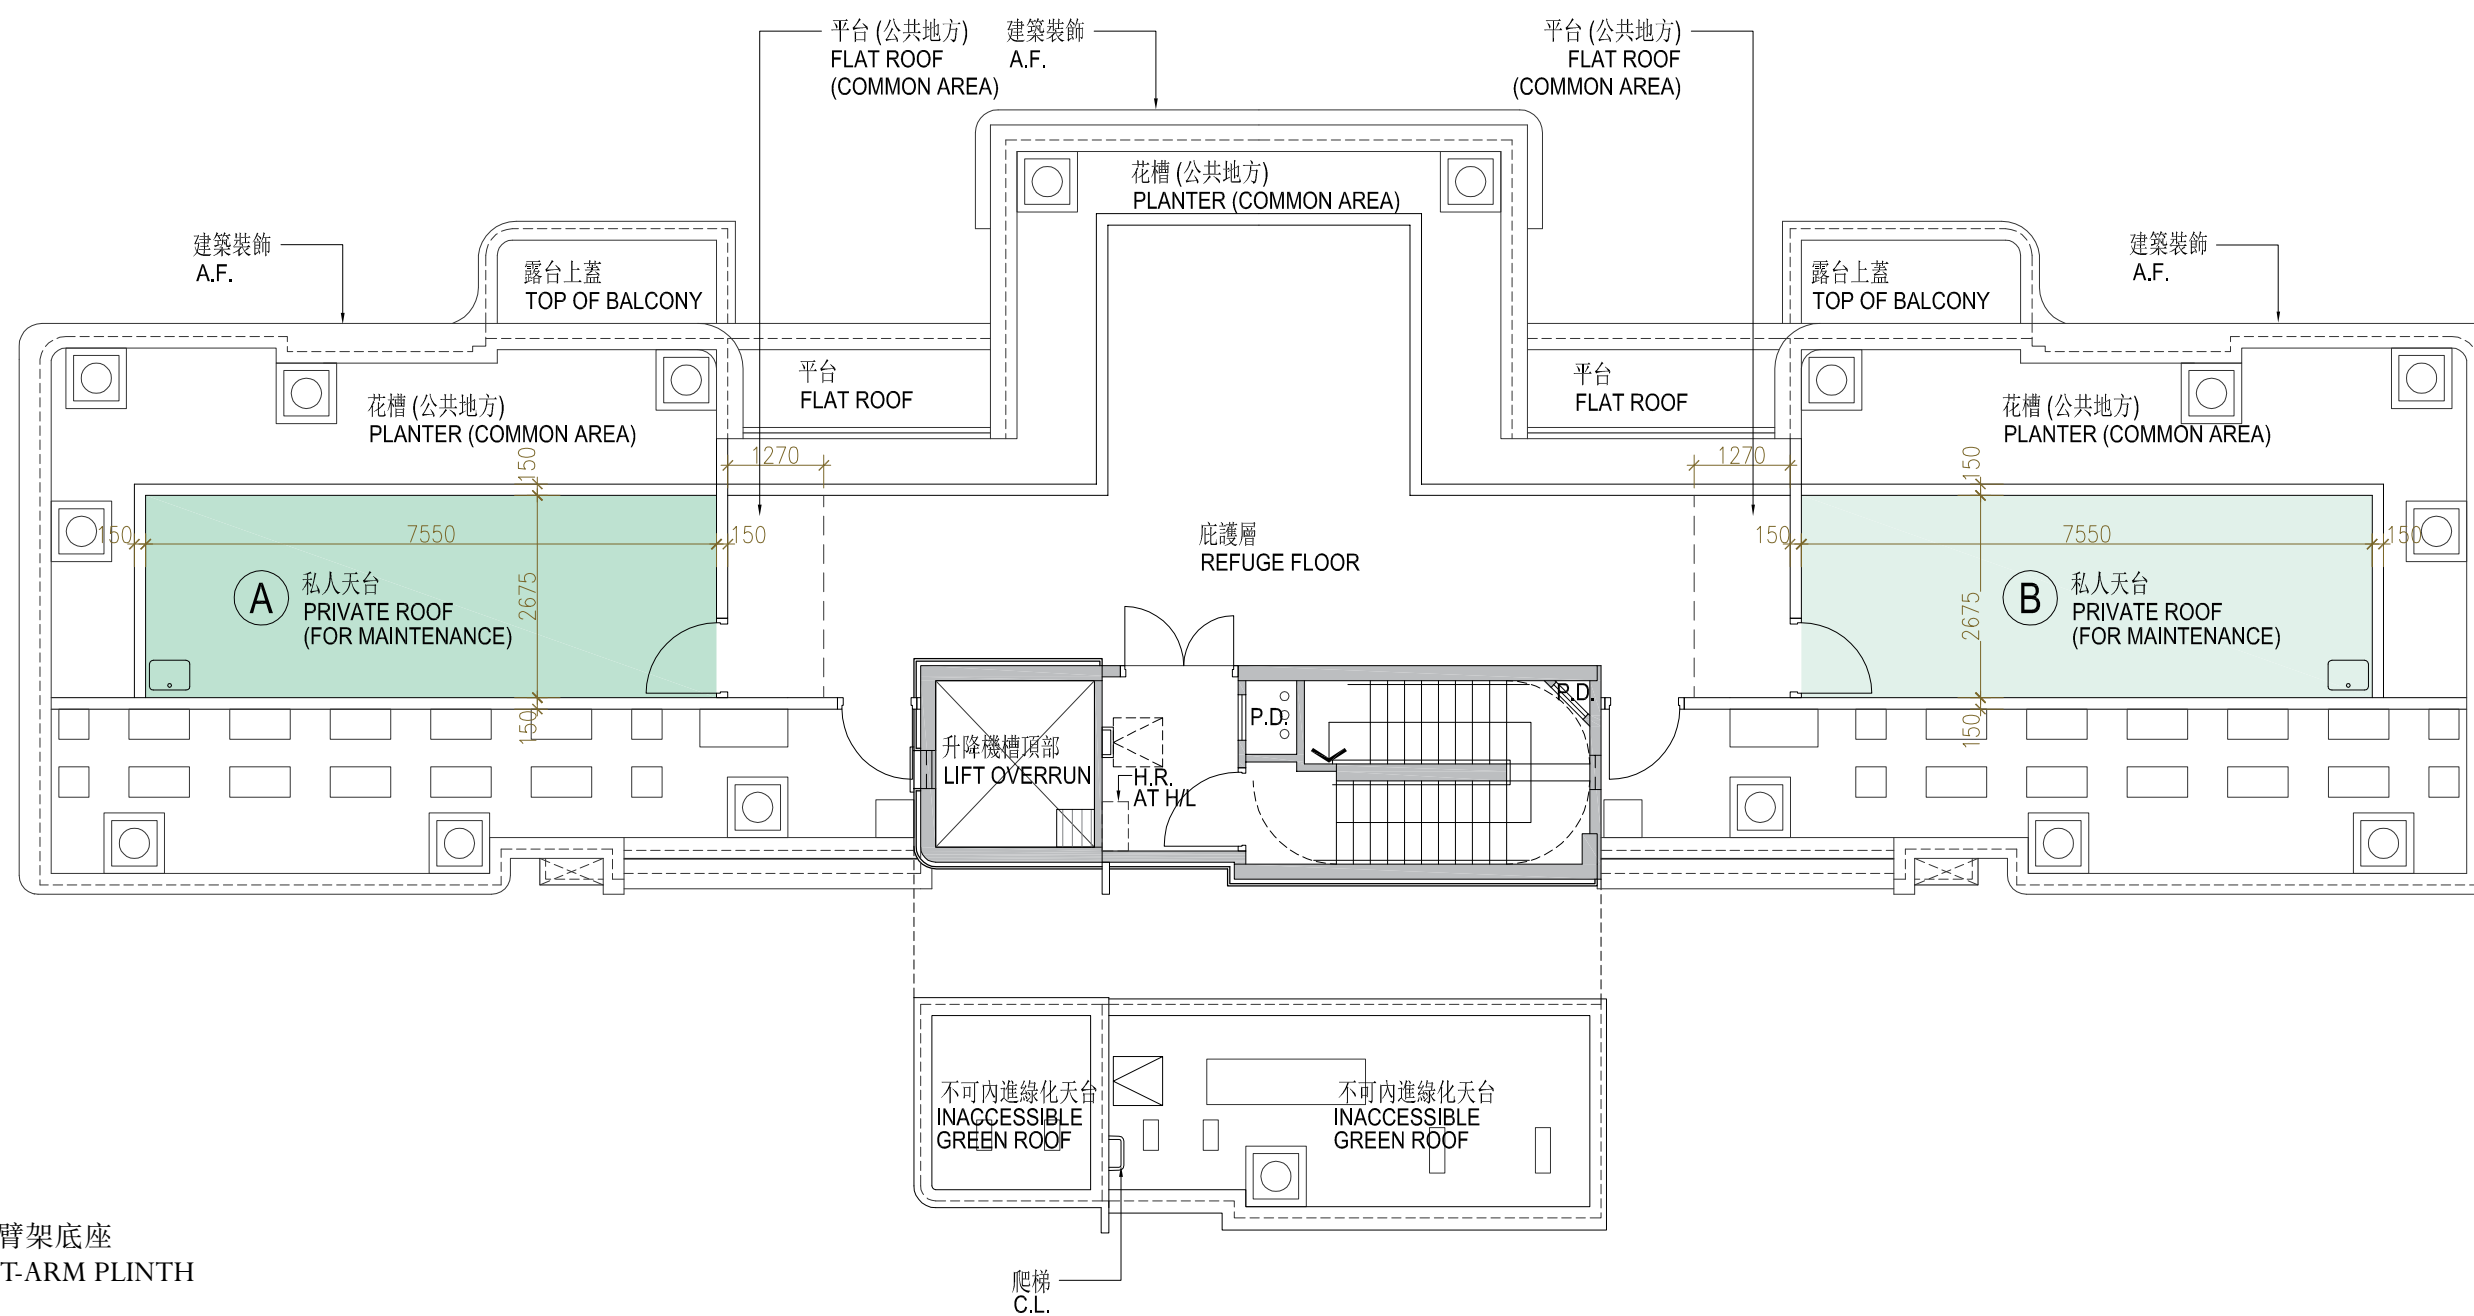 平台 (公共地方)
FLAT ROOF
(COMMON AREA)
建築裝飾
A.F.
平台 (公共地方)
FLAT ROOF
(COMMON AREA)
花槽 (公共地方)
PLANTER (COMMON AREA)
建築裝飾
A.F.
露台上蓋
TOP OF BALCONY
露台上蓋
TOP OF BALCONY
建築裝飾
A.F.
平台
FLAT ROOF
平台
FLAT ROOF
花槽 (公共地方)
PLANTER (COMMON AREA)
花槽 (公共地方)
PLANTER (COMMON AREA)
150
1270
1270
150
150
7550
150
庇護層
REFUGE FLOOR
150
7550
150
A
私人天台
PRIVATE ROOF
(FOR MAINTENANCE)
2675
B
私人天台
PRIVATE ROOF
(FOR MAINTENANCE)
2675
150
150
P.D.
P.D.
升降機槽頂部
LIFT OVERRUN
H.R.
AT H/L
不可內進綠化天台
INACCESSIBLE
GREEN ROOF
不可內進綠化天台
INACCESSIBLE
GREEN ROOF
臂架底座
T-ARM PLINTH
爬梯
C.L.